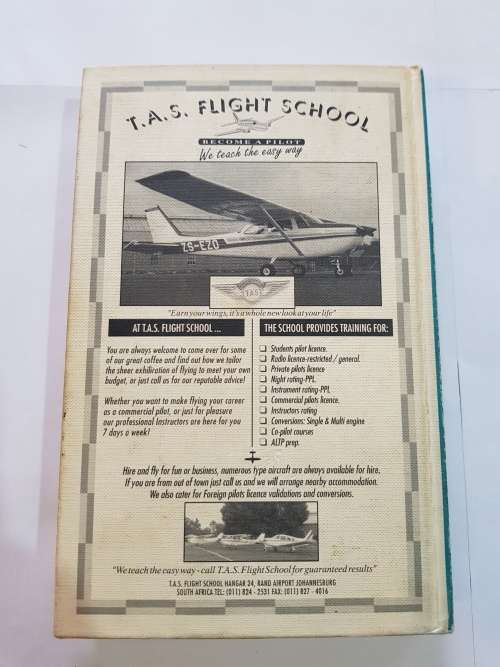 T.A.S. FLIGHT SCHOOL
BECOME A PILOT
We teach the easy way
ZS-EZO
T.A.S
"Earn your wings, it's a whole new look at your life"
AT T.A.S. FLIGHT SCHOOL ...
You are always welcome to come over for some
of our great coffee and find out how we tailor
the sheer exhiliration of flying to meet your own
budget, or just call us for our reputable advice!
Whether you want to make flying your career
as a commercial pilot, or just for pleasure
our professional Instructors are here for you
7 days a week!
THE SCHOOL PROVIDES TRAINING FOR:
❑ Students pilot licence.
❑ Radio licence-restricted / general.
❑ Private pilots licence
❑ Night rating-PPL
❑ Instrument rating-PPL
❑ Commercial pilots licence.
❑ Instructors rating
❑ Conversions: Single & Multi engine
❑ Co-pilot courses
❑ ALTP prep.
Hire and fly for fun or business, numerous type aircraft are always available for hire.
If you are from out of town just call us and we will arrange nearby accommodation.
We also cater for Foreign pilots licence validations and conversions.
"We teach the easy way - call T.A.S. Flight School for guaranteed results"
T.A.S. FLIGHT SCHOOL HANGAR 24, RAND AIRPORT JOHANNESBURG
SOUTH AFRICA TEL: (011) 824 - 2531 FAX: (011) 827 - 4016